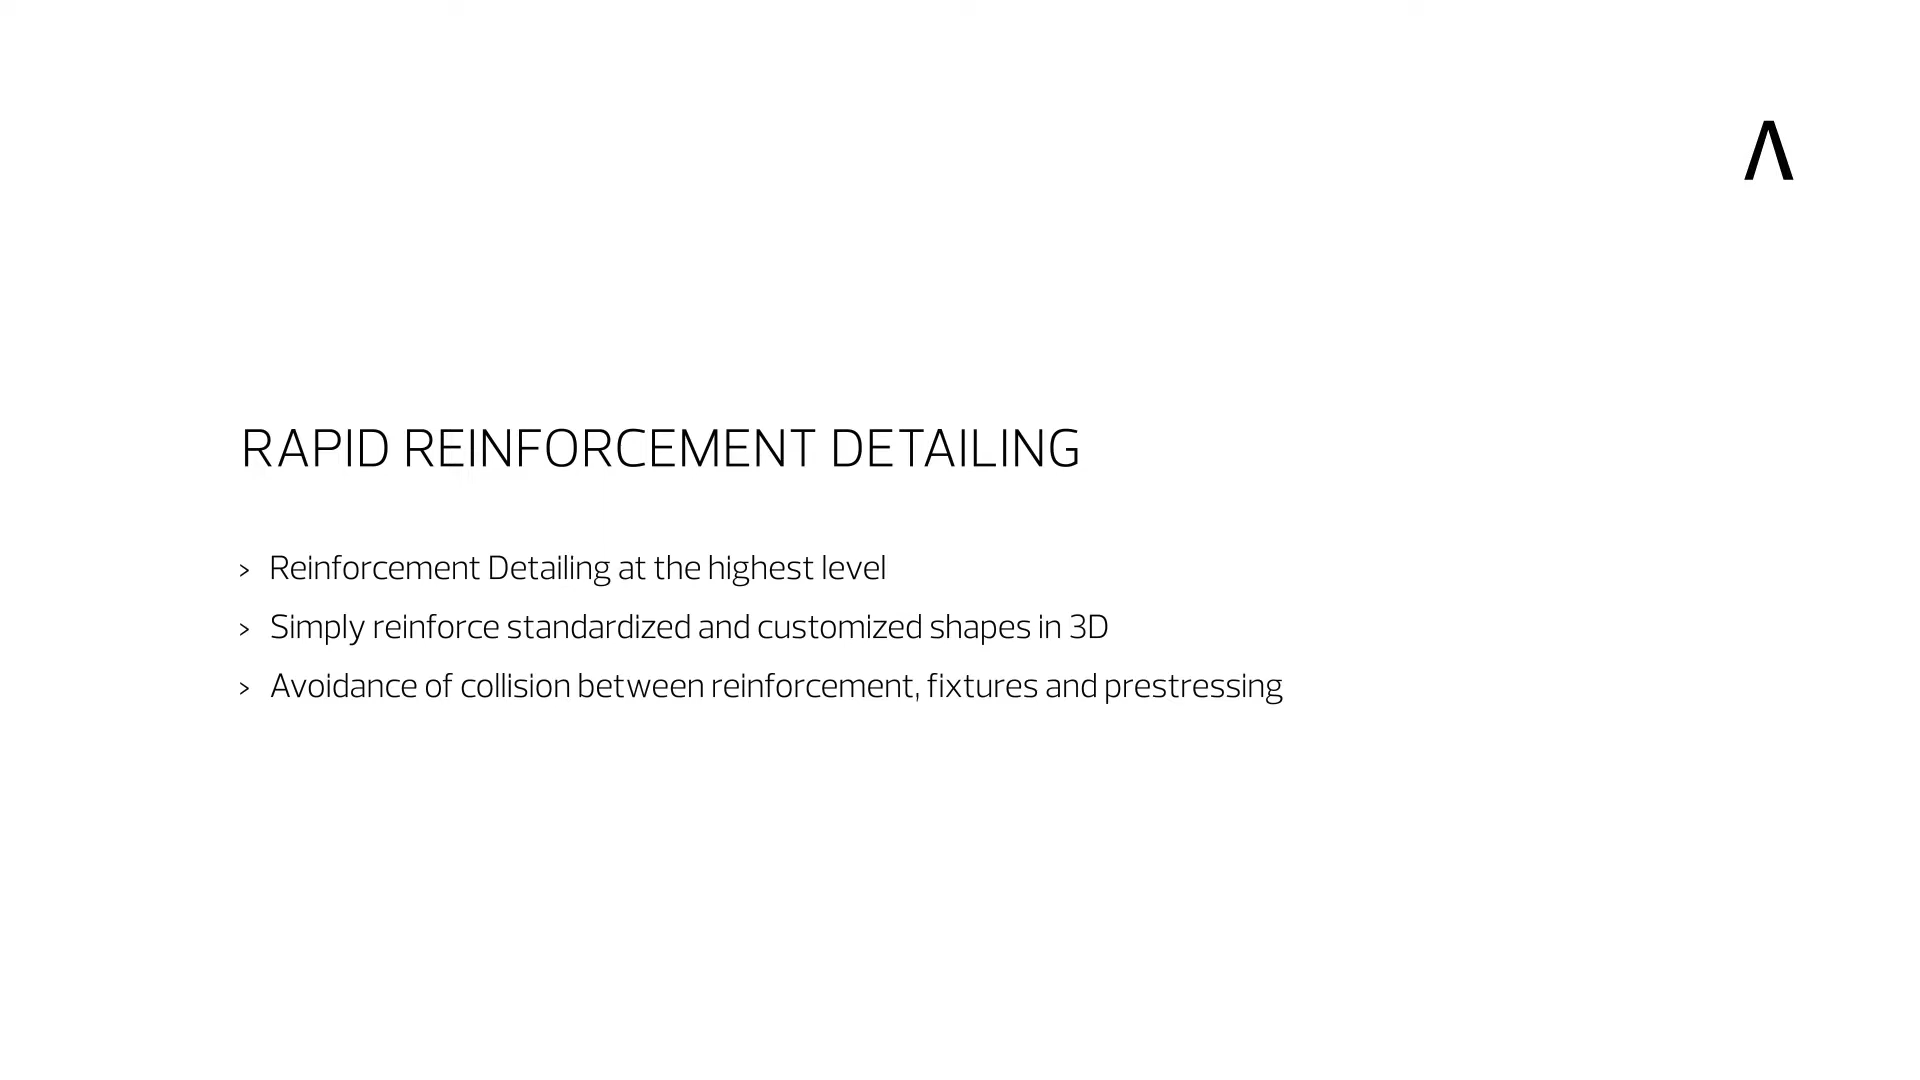 RAPID REINFORCEMENT DETAILING
> Reinforcement Detailing at the highest level
> Simply reinforce standardized and customized shapes in 3D
> Avoidance of collision between reinforcement, fixtures and prestressing